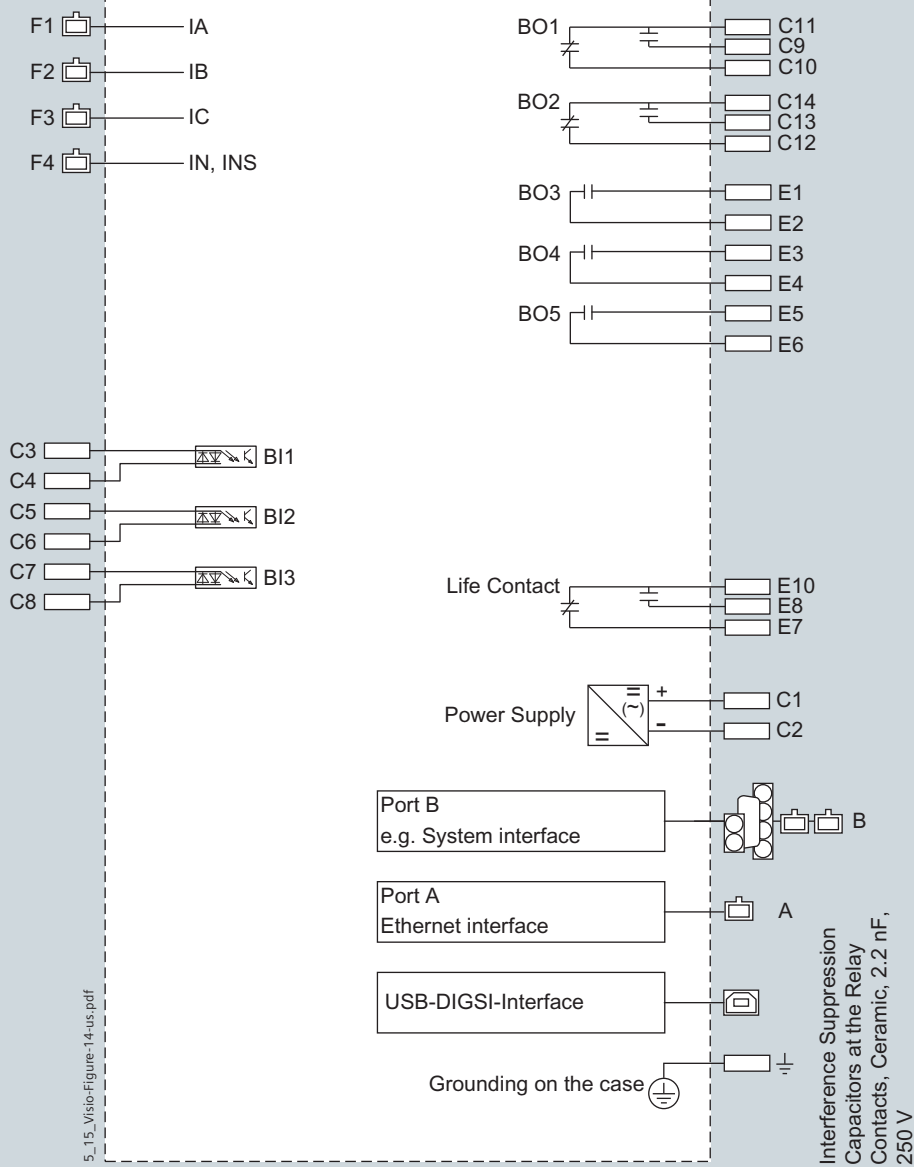 F1 IA
F2 IB
F3 IC
F4 IN, INS
C3
C4
BI1
C5
C6
BI2
C7
C8
BI3
BO1 C11
C9
C10
BO2 C14
C13
C12
BO3 E1
E2
BO4 E3
E4
BO5 E5
E6
Life Contact E10
E8
E7
Power Supply = (~) = + C1
- C2
Port B
e.g. System interface
B
Port A
Ethernet interface
A
USB-DIGSI-Interface
Grounding on the case
Interference Suppression
Capacitors at the Relay
Contacts, Ceramic, 2.2 nF,
250 V
5_15_Visio-Figure-14-us.pdf